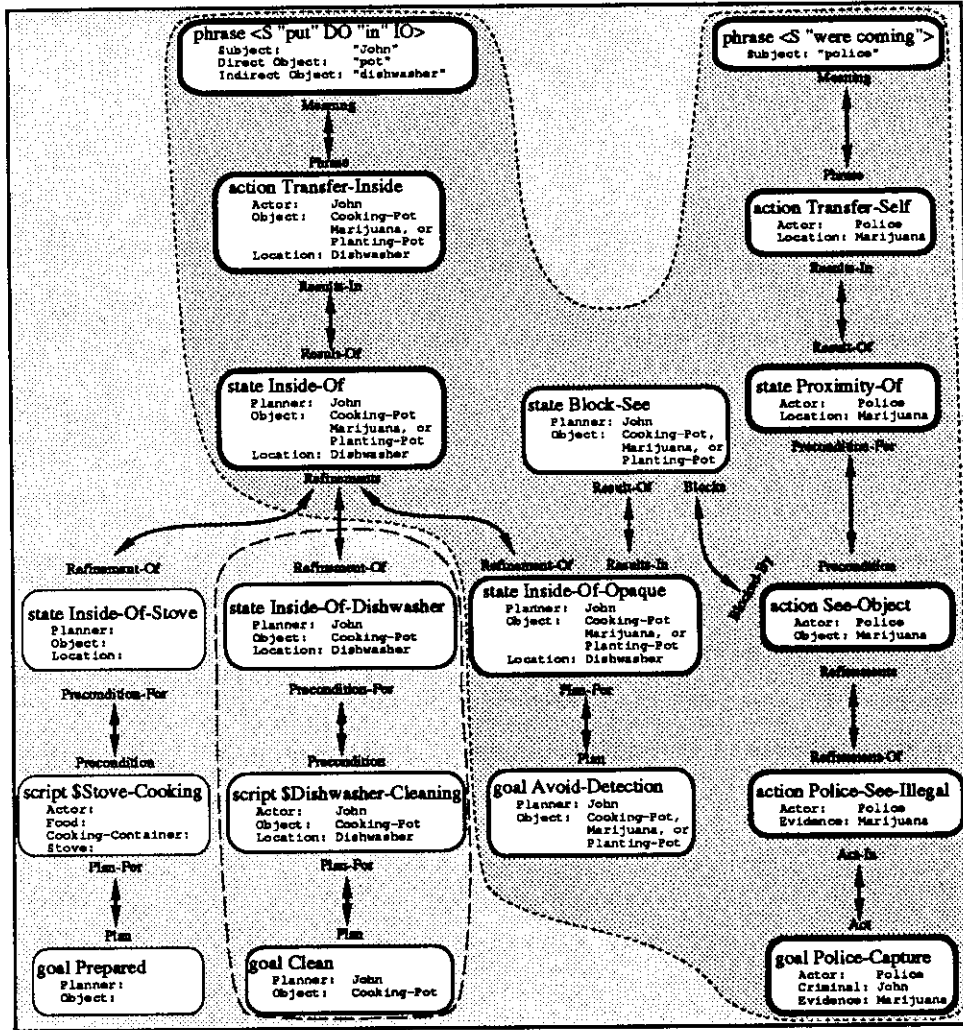 phrase <S "put" DO "in" IO>
Subject: "John"
Direct Object: "pot"
Indirect Object: "dishwasher"
Meaning
Phrase
action Transfer-Inside
Actor: John
Object: Cooking-Pot
Marijuana, or
Planting-Pot
Location: Dishwasher
Results-In
Result-Of
state Inside-Of
Planner: John
Object: Cooking-Pot
Marijuana, or
Planting-Pot
Location: Dishwasher
Refinements
Refinement-Of
state Inside-Of-Stove
Planner:
Object:
Location:
Precondition-For
Precondition
script $Stove-Cooking
Actor:
Food:
Cooking-Container:
Stove:
Plan-For
Plan
goal Prepared
Planner:
Object:
Refinement-Of
state Inside-Of-Dishwasher
Planner: John
Object: Cooking-Pot
Location: Dishwasher
Precondition-For
Precondition
script $Dishwasher-Cleaning
Actor: John
Object: Cooking-Pot
Location: Dishwasher
Plan-For
Plan
goal Clean
Planner: John
Object: Cooking-Pot
state Block-See
Planner: John
Object: Cooking-Pot,
Marijuana, or
Planting-Pot
Result-Of Blocks
Refinement-Of Results-In
Blocked-By
state Inside-Of-Opaque
Planner: John
Object: Cooking-Pot
Marijuana, or
Planting-Pot
Location: Dishwasher
Plan-For
Plan
goal Avoid-Detection
Planner: John
Object: Cooking-Pot,
Marijuana, or
Planting-Pot
phrase <S "were coming">
Subject: "police"
Meaning
Phrase
action Transfer-Self
Actor: Police
Location: Marijuana
Results-In
Result-Of
state Proximity-Of
Actor: Police
Location: Marijuana
Precondition-For
Precondition
action See-Object
Actor: Police
Object: Marijuana
Refinements
Refinement-Of
action Police-See-Illegal
Actor: Police
Evidence: Marijuana
Act-In
Act
goal Police-Capture
Actor: Police
Criminal: John
Evidence: Marijuana